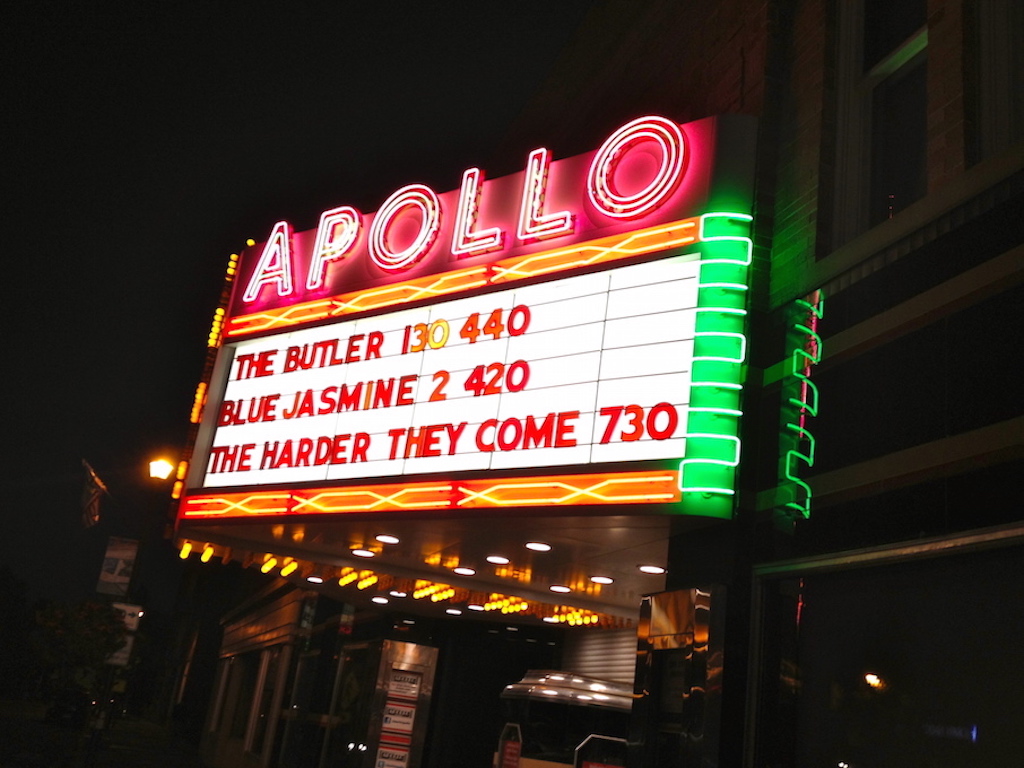 APOLLO
THE BUTLER 130 440
BLUE JASMINE 2 420
THE HARDER THEY COME 730